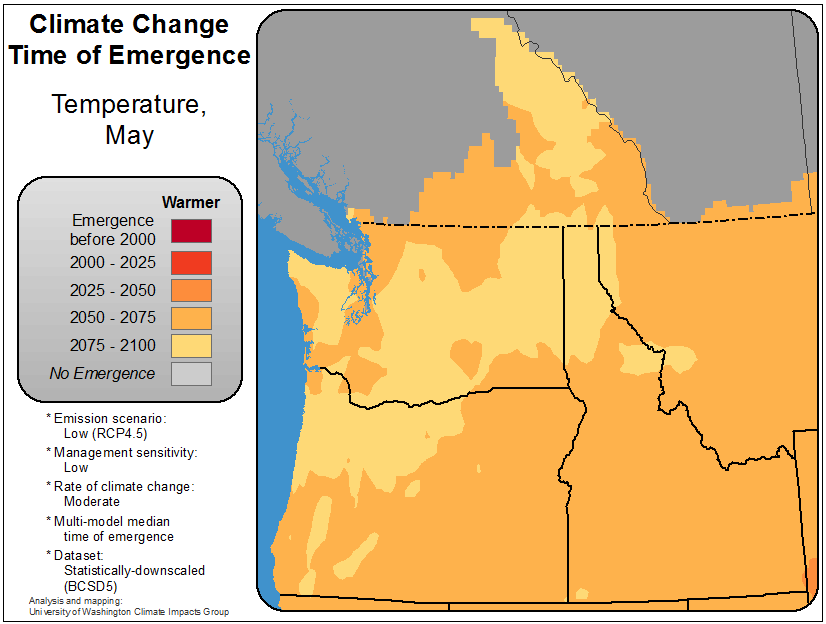 Climate Change
Time of Emergence
Temperature,
May
Warmer
Emergence
before 2000
2000 - 2025
2025 - 2050
2050 - 2075
2075 - 2100
No Emergence
* Emission scenario:
Low (RCP4.5)
* Management sensitivity:
Low
* Rate of climate change:
Moderate
* Multi-model median
time of emergence
* Dataset:
Statistically-downscaled
(BCSD5)
Analysis and mapping:
University of Washington Climate Impacts Group